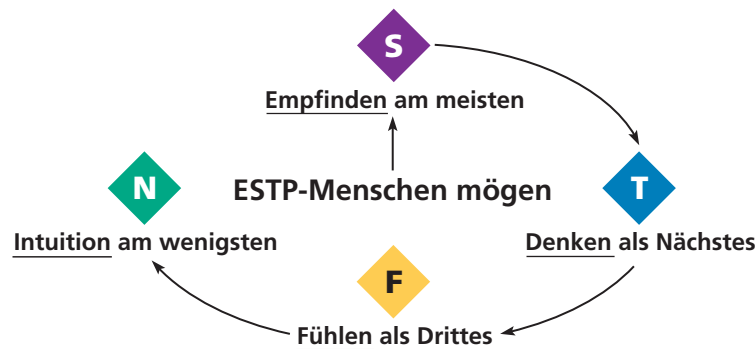 S
Empfinden am meisten
N
ESTP-Menschen mögen
T
Intuition am wenigsten
Denken als Nächstes
F
Fühlen als Drittes